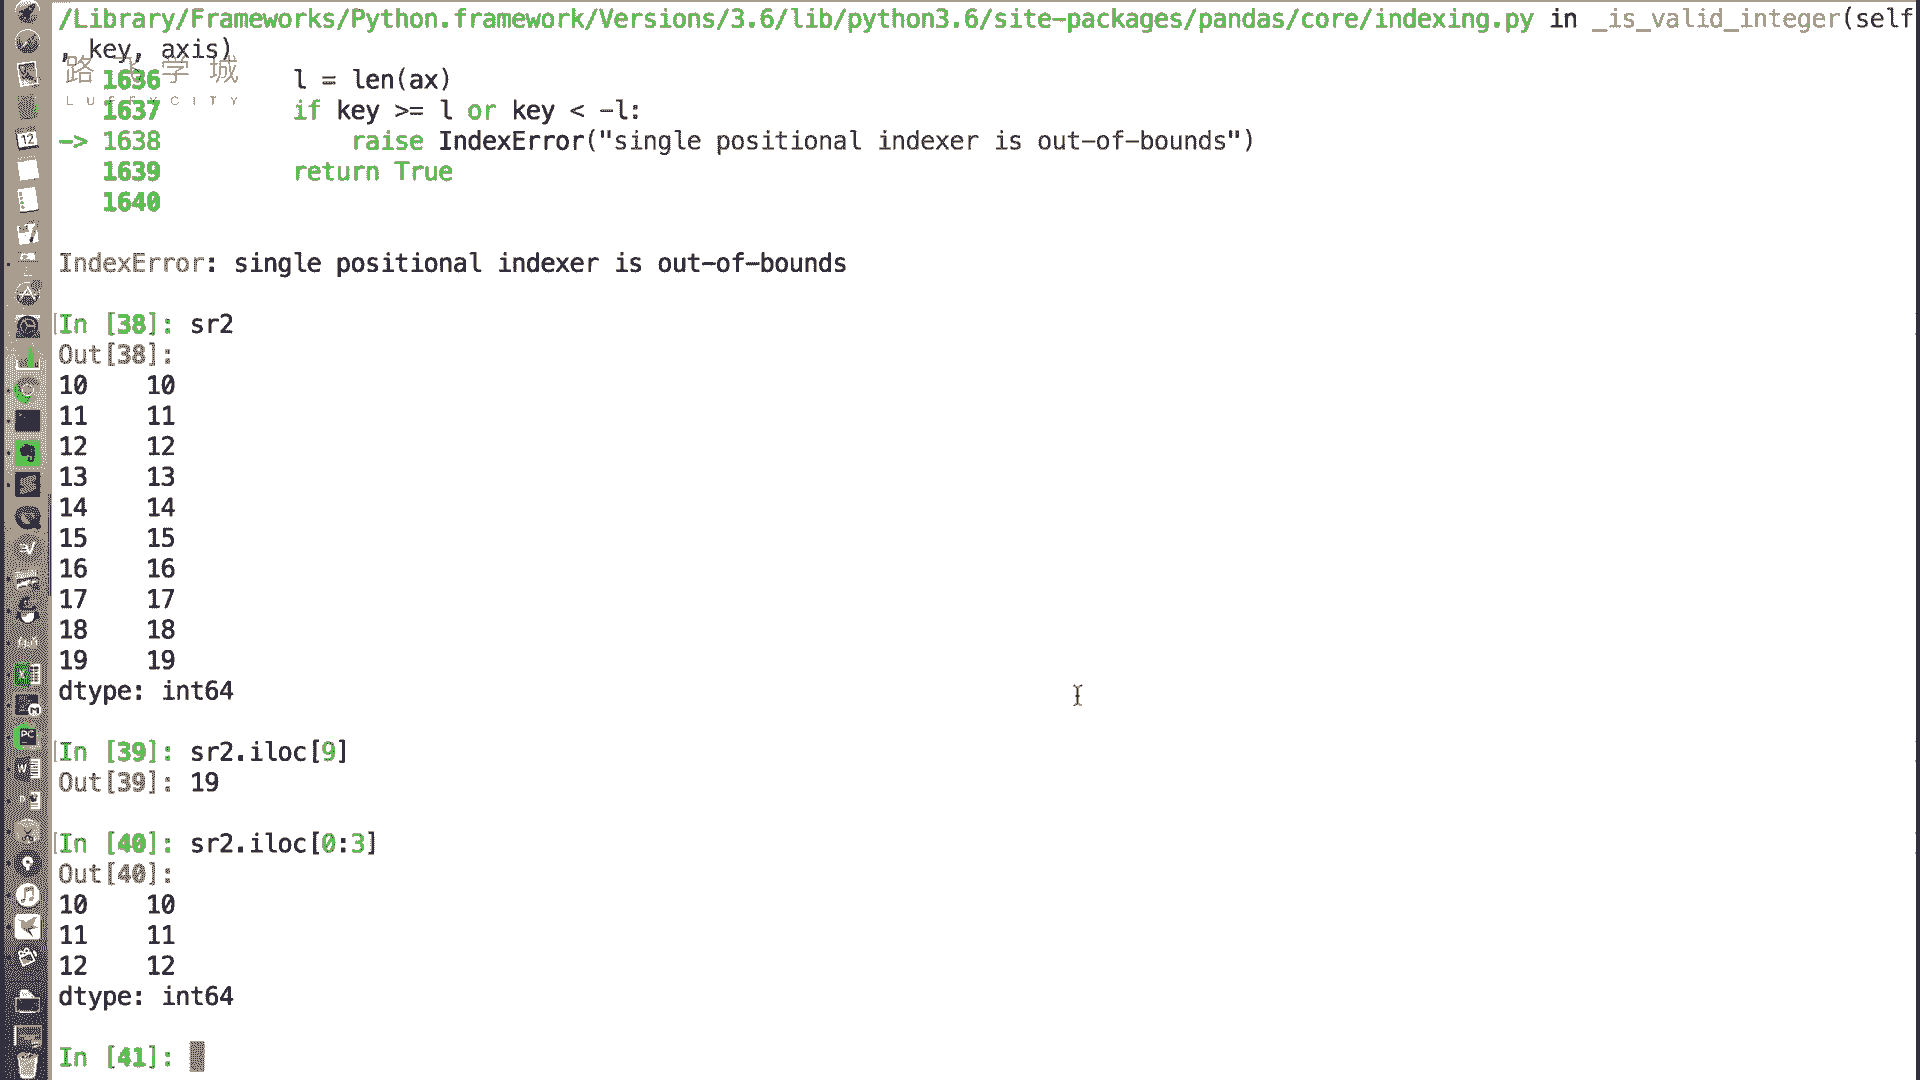 /Library/Frameworks/Python.framework/Versions/3.6/lib/python3.6/site-packages/pandas/core/indexing.py in _is_valid_integer(self
, key, axis)
路飞学城
LUFFYCITY
1636         l = len(ax)
1637         if key >= l or key < -l:
-> 1638             raise IndexError("single positional indexer is out-of-bounds")
1639         return True
1640
IndexError: single positional indexer is out-of-bounds
In [38]: sr2
Out[38]:
10    10
11    11
12    12
13    13
14    14
15    15
16    16
17    17
18    18
19    19
dtype: int64
In [39]: sr2.iloc[9]
Out[39]: 19
In [40]: sr2.iloc[0:3]
Out[40]:
10    10
11    11
12    12
dtype: int64
In [41]: